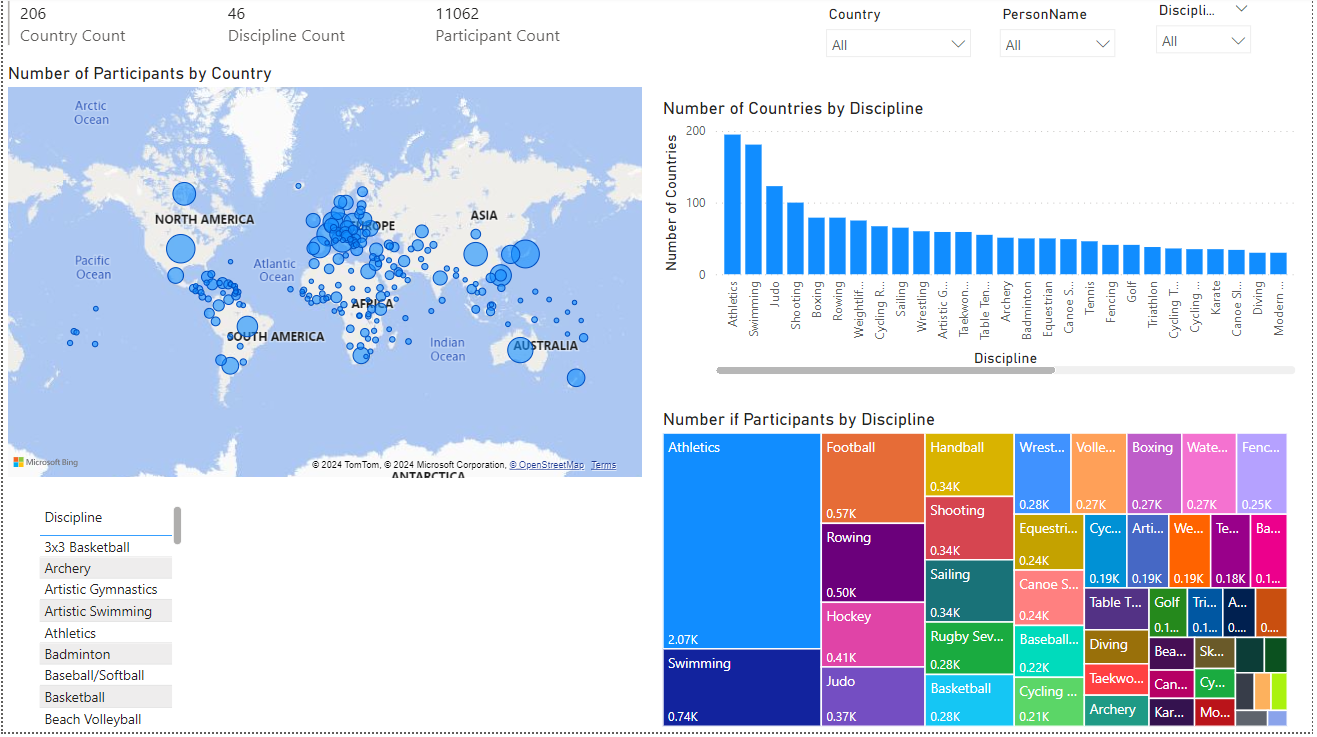 206
Country Count
46
Discipline Count
11062
Participant Count
Country
All
PersonName
All
Discipli...
All
Number of Participants by Country
Arctic
Ocean
NORTH AMERICA
EUROPE
ASIA
Pacific
Ocean
Atlantic
Ocean
AFRICA
SOUTH AMERICA
Indian
Ocean
AUSTRALIA
Microsoft Bing
© 2024 TomTom, © 2024 Microsoft Corporation, © OpenStreetMap Terms
ANTARCTICA
Number of Countries by Discipline
Number of Countries
200
100
0
Athletics
Swimming
Judo
Shooting
Boxing
Rowing
Weightlif...
Cycling R...
Sailing
Wrestling
Artistic G...
Taekwon...
Table Ten...
Archery
Badminton
Equestrian
Canoe S...
Tennis
Fencing
Golf
Triathlon
Cycling T...
Cycling ...
Karate
Canoe Sl...
Diving
Modern ...
Discipline
Number if Participants by Discipline
Athletics
2.07K
Swimming
0.74K
Football
0.57K
Rowing
0.50K
Hockey
0.41K
Judo
0.37K
Handball
0.34K
Shooting
0.34K
Sailing
0.34K
Rugby Sev...
0.28K
Basketball
0.28K
Wrest...
0.28K
Volle...
0.27K
Boxing
0.27K
Wate...
0.27K
Fenc...
0.25K
Equestri...
0.24K
Canoe S...
0.24K
Baseball...
0.22K
Cycling ...
0.21K
Cyc...
0.19K
Arti...
0.19K
We...
0.19K
Te...
0.18K
Ba...
0.1...
Table T...
Diving
Taekwo...
Archery
Golf
0.1...
Tri...
0.1...
A...
0....
0....
Bea...
Sk...
Can...
Cy...
Kar...
Mo...
Discipline
3x3 Basketball
Archery
Artistic Gymnastics
Artistic Swimming
Athletics
Badminton
Baseball/Softball
Basketball
Beach Volleyball